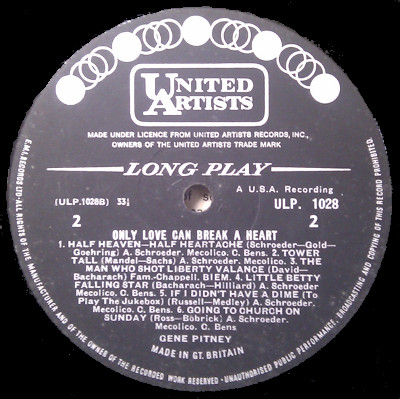 UNITED
ARTISTS
MADE UNDER LICENCE FROM UNITED ARTISTS RECORDS, INC.,
OWNERS OF THE UNITED ARTISTS TRADE MARK
LONG PLAY
A U.S.A. Recording
(ULP.1028B) 33⅓
ULP. 1028
2
2
ONLY LOVE CAN BREAK A HEART
1. HALF HEAVEN—HALF HEARTACHE (Schroeder—Gold—
Goehring) A. Schroeder. Mecolico. C. Bens. 2. TOWER
TALL (Mandel—Sachs) A. Schroeder. Mecolico. 3. THE
MAN WHO SHOT LIBERTY VALANCE (David—
Bacharach) Fam.-Chappell. BIEM. 4. LITTLE BETTY
FALLING STAR (Bacharach—Hilliard) A. Schroeder.
Mecolico. C. Bens. 5. IF I DIDN'T HAVE A DIME (To
Play The Jukebox) (Russell—Medley) A. Schroeder.
Mecolico. C. Bens. 6. GOING TO CHURCH ON
SUNDAY (Ross—Bobrick) A. Schroeder.
Mecolico. C. Bens
GENE PITNEY
MADE IN GT. BRITAIN
E.M.I. RECORDS LTD-ALL RIGHTS OF THE MANUFACTURER AND OF THE OWNER OF THE RECORDED WORK RESERVED-UNAUTHORISED PUBLIC PERFORMANCE, BROADCASTING AND COPYING OF THIS RECORD PROHIBITED.